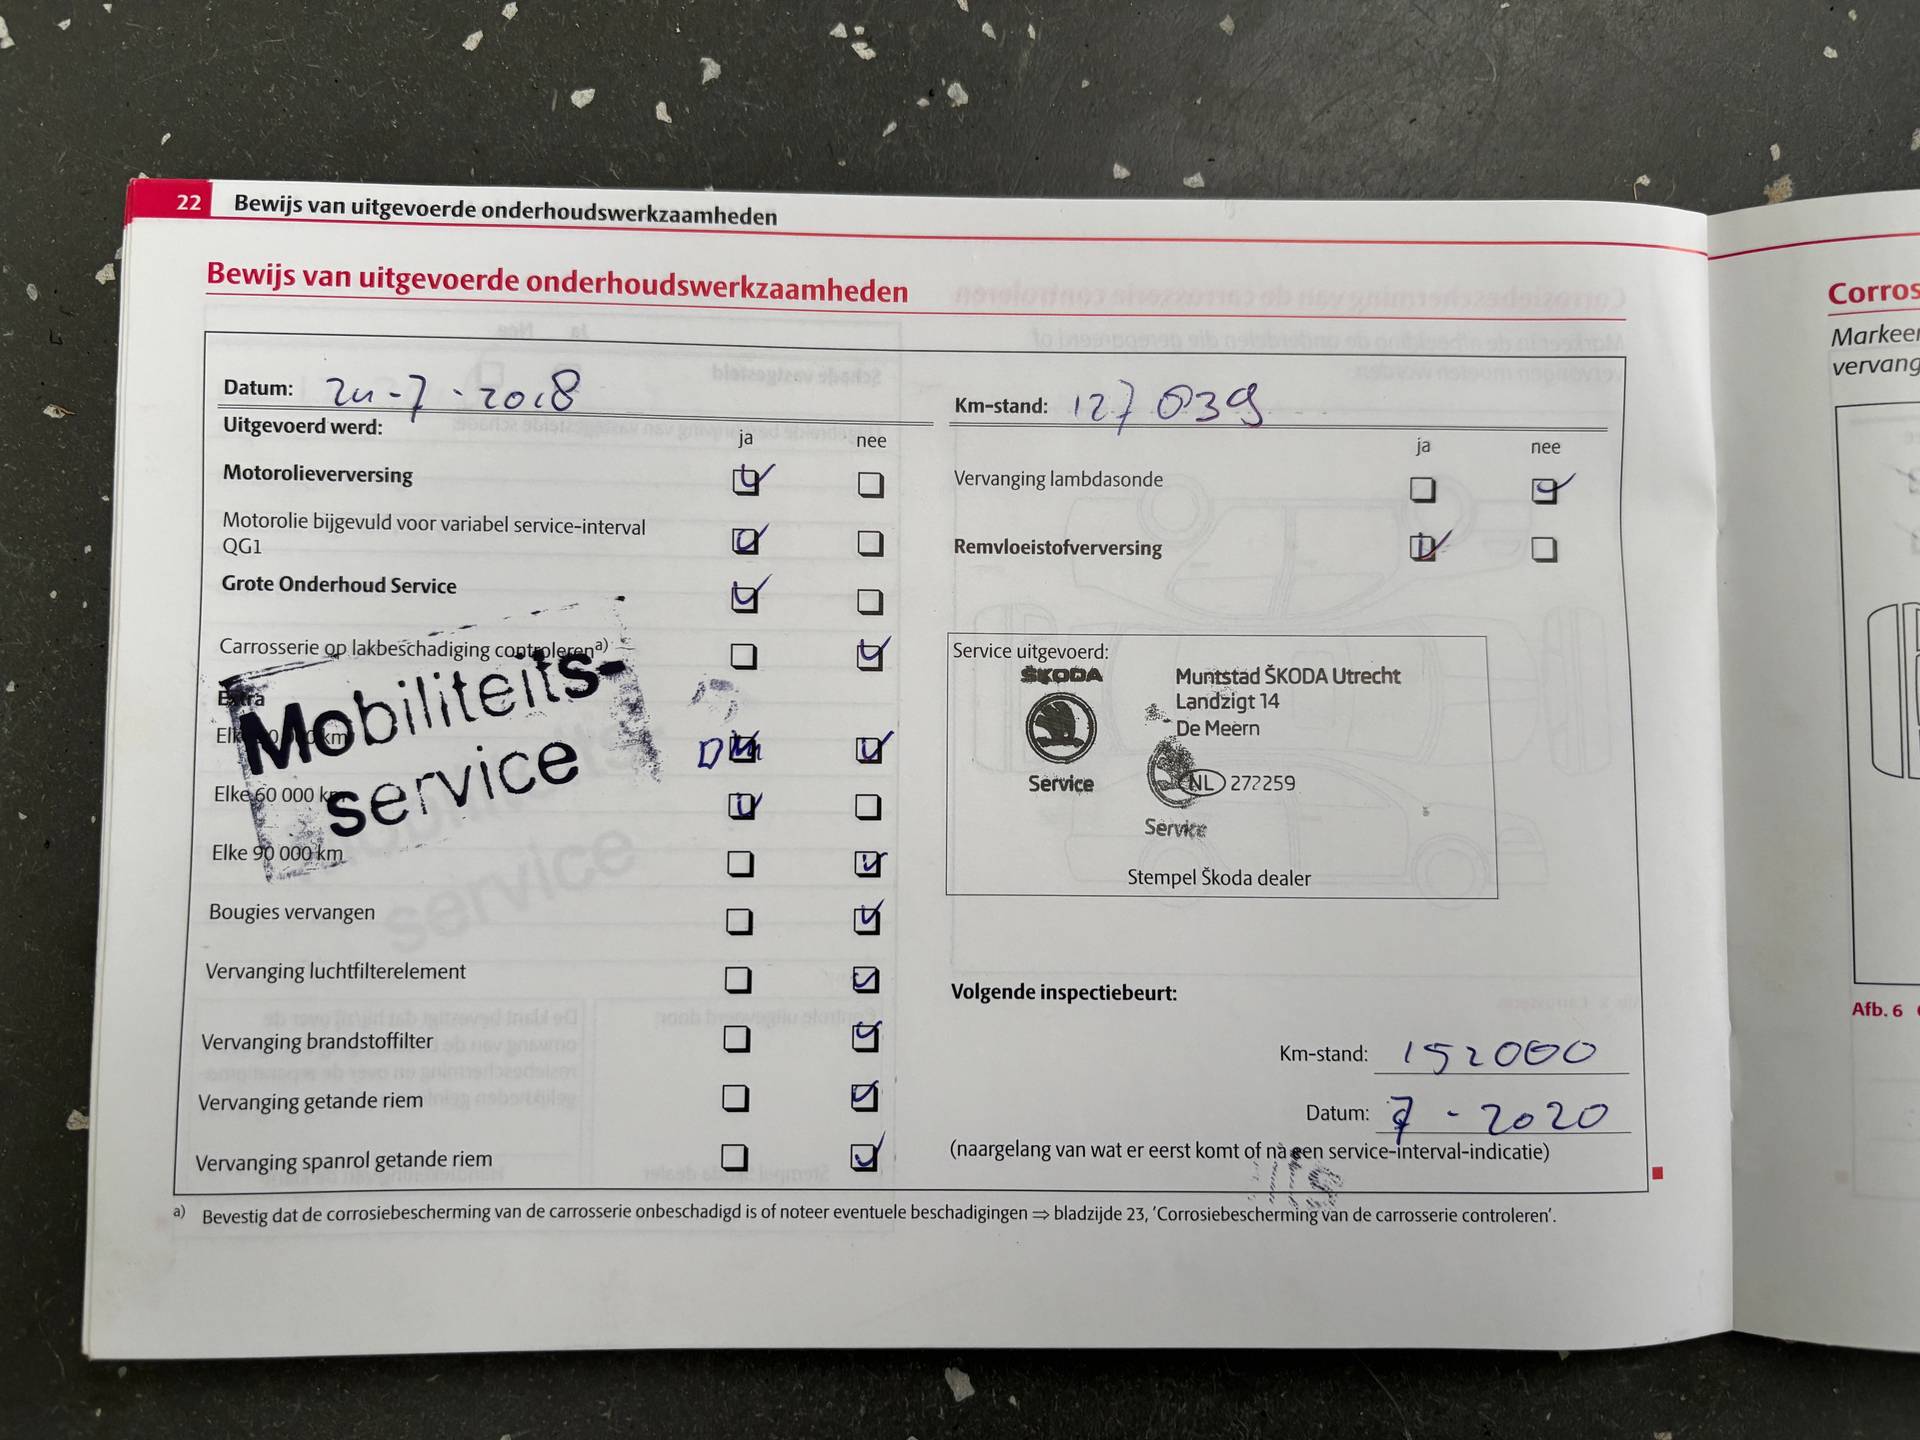 22 Bewijs van uitgevoerde onderhoudswerkzaamheden
Bewijs van uitgevoerde onderhoudswerkzaamheden
Datum: 24-7-2018
Uitgevoerd werd:
ja nee
Motorolieverversing
Motorolie bijgevuld voor variabel service-interval
QG1
Grote Onderhoud Service
Carrosserie op lakbeschadiging controleren a)
Extra
Mobiliteits-
service
Elke km
Elke 60 000 km
Elke 90 000 km
Bougies vervangen
Vervanging luchtfilterelement
Vervanging brandstoffilter
Vervanging getande riem
Vervanging spanrol getande riem
Km-stand: 127 039
ja nee
Vervanging lambdasonde
Remvloeistofverversing
Service uitgevoerd:
ŠKODA
Service
Muntstad ŠKODA Utrecht
Landzigt 14
De Meern
NL 272259
Service
Stempel Škoda dealer
Volgende inspectiebeurt:
Km-stand: 152000
Datum: 7 - 2020
(naargelang van wat er eerst komt of na een service-interval-indicatie)
a) Bevestig dat de corrosiebescherming van de carrosserie onbeschadigd is of noteer eventuele beschadigingen ⇒ bladzijde 23, 'Corrosiebescherming van de carrosserie controleren'.
Corros
Markeer
vervang
Afb. 6